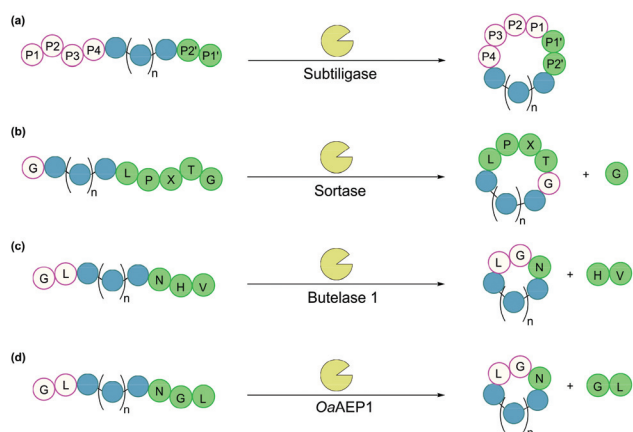 (a)
P1 P2 P3 P4 ( ) n P2' P1'
Subtiligase
P4 P3 P2 P1 P1' P2' ( ) n
(b)
G ( ) n L P X T G
Sortase
L P X T G ( ) n + G
(c)
G L ( ) n N H V
Butelase 1
L G N ( ) n + H V
(d)
G L ( ) n N G L
OaAEP1
L G N ( ) n + G L